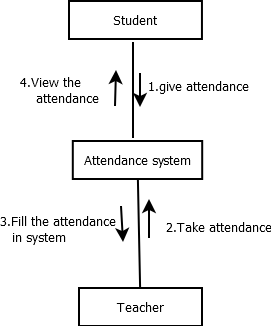 Student
4.View the
attendance
1.give attendance
Attendance system
3.Fill the attendance
in system
2.Take attendance
Teacher